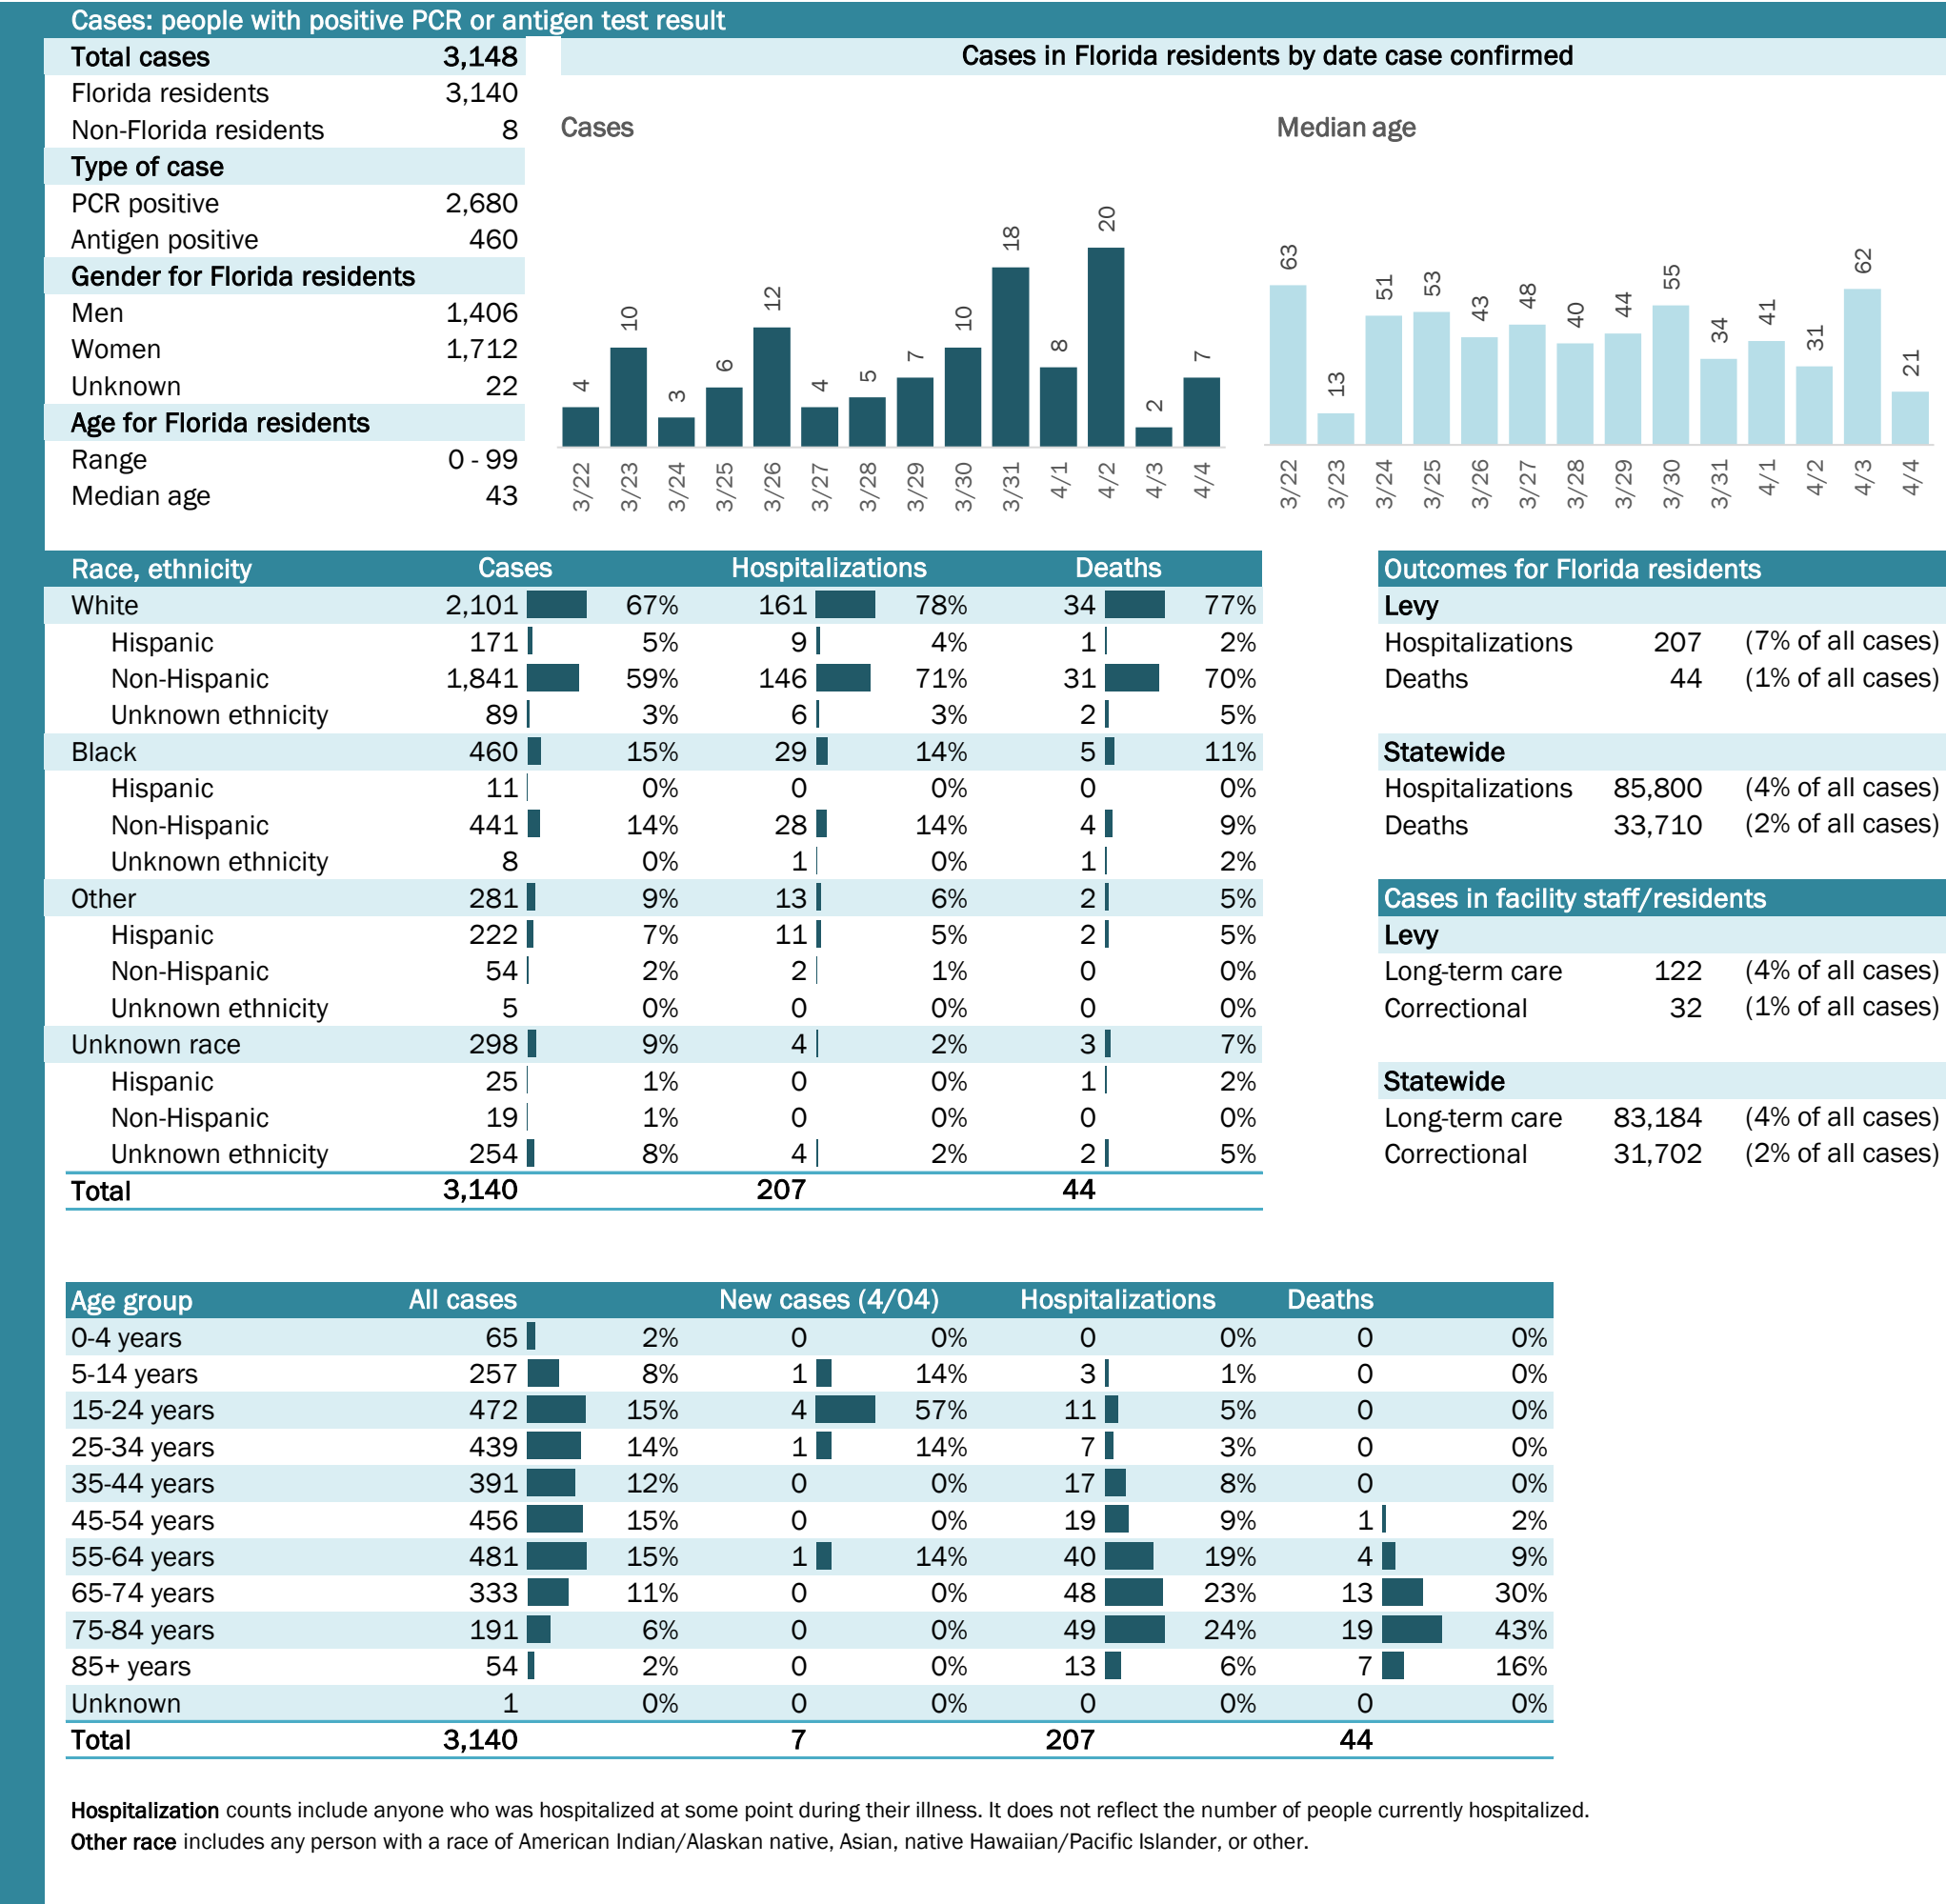 Cases: people with positive PCR or antigen test result
Total cases 3,148
Florida residents 3,140
Non-Florida residents 8
Type of case
PCR positive 2,680
Antigen positive 460
Gender for Florida residents
Men 1,406
Women 1,712
Unknown 22
Age for Florida residents
Range 0 - 99
Median age 43
Cases in Florida residents by date case confirmed
Cases
4 10 3 6 12 4 5 7 10 18 8 20 2 7
3/22 3/23 3/24 3/25 3/26 3/27 3/28 3/29 3/30 3/31 4/1 4/2 4/3 4/4
Median age
63 13 51 53 43 48 40 44 55 34 41 31 62 21
3/22 3/23 3/24 3/25 3/26 3/27 3/28 3/29 3/30 3/31 4/1 4/2 4/3 4/4
Race, ethnicity Cases Hospitalizations Deaths
White 2,101 67% 161 78% 34 77%
Hispanic 171 5% 9 4% 1 2%
Non-Hispanic 1,841 59% 146 71% 31 70%
Unknown ethnicity 89 3% 6 3% 2 5%
Black 460 15% 29 14% 5 11%
Hispanic 11 0% 0 0% 0 0%
Non-Hispanic 441 14% 28 14% 4 9%
Unknown ethnicity 8 0% 1 0% 1 2%
Other 281 9% 13 6% 2 5%
Hispanic 222 7% 11 5% 2 5%
Non-Hispanic 54 2% 2 1% 0 0%
Unknown ethnicity 5 0% 0 0% 0 0%
Unknown race 298 9% 4 2% 3 7%
Hispanic 25 1% 0 0% 1 2%
Non-Hispanic 19 1% 0 0% 0 0%
Unknown ethnicity 254 8% 4 2% 2 5%
Total 3,140 207 44
Outcomes for Florida residents
Levy
Hospitalizations 207 (7% of all cases)
Deaths 44 (1% of all cases)
Statewide
Hospitalizations 85,800 (4% of all cases)
Deaths 33,710 (2% of all cases)
Cases in facility staff/residents
Levy
Long-term care 122 (4% of all cases)
Correctional 32 (1% of all cases)
Statewide
Long-term care 83,184 (4% of all cases)
Correctional 31,702 (2% of all cases)
Age group All cases New cases (4/04) Hospitalizations Deaths
0-4 years 65 2% 0 0% 0 0% 0 0%
5-14 years 257 8% 1 14% 3 1% 0 0%
15-24 years 472 15% 4 57% 11 5% 0 0%
25-34 years 439 14% 1 14% 7 3% 0 0%
35-44 years 391 12% 0 0% 17 8% 0 0%
45-54 years 456 15% 0 0% 19 9% 1 2%
55-64 years 481 15% 1 14% 40 19% 4 9%
65-74 years 333 11% 0 0% 48 23% 13 30%
75-84 years 191 6% 0 0% 49 24% 19 43%
85+ years 54 2% 0 0% 13 6% 7 16%
Unknown 1 0% 0 0% 0 0% 0 0%
Total 3,140 7 207 44
Hospitalization counts include anyone who was hospitalized at some point during their illness. It does not reflect the number of people currently hospitalized.
Other race includes any person with a race of American Indian/Alaskan native, Asian, native Hawaiian/Pacific Islander, or other.